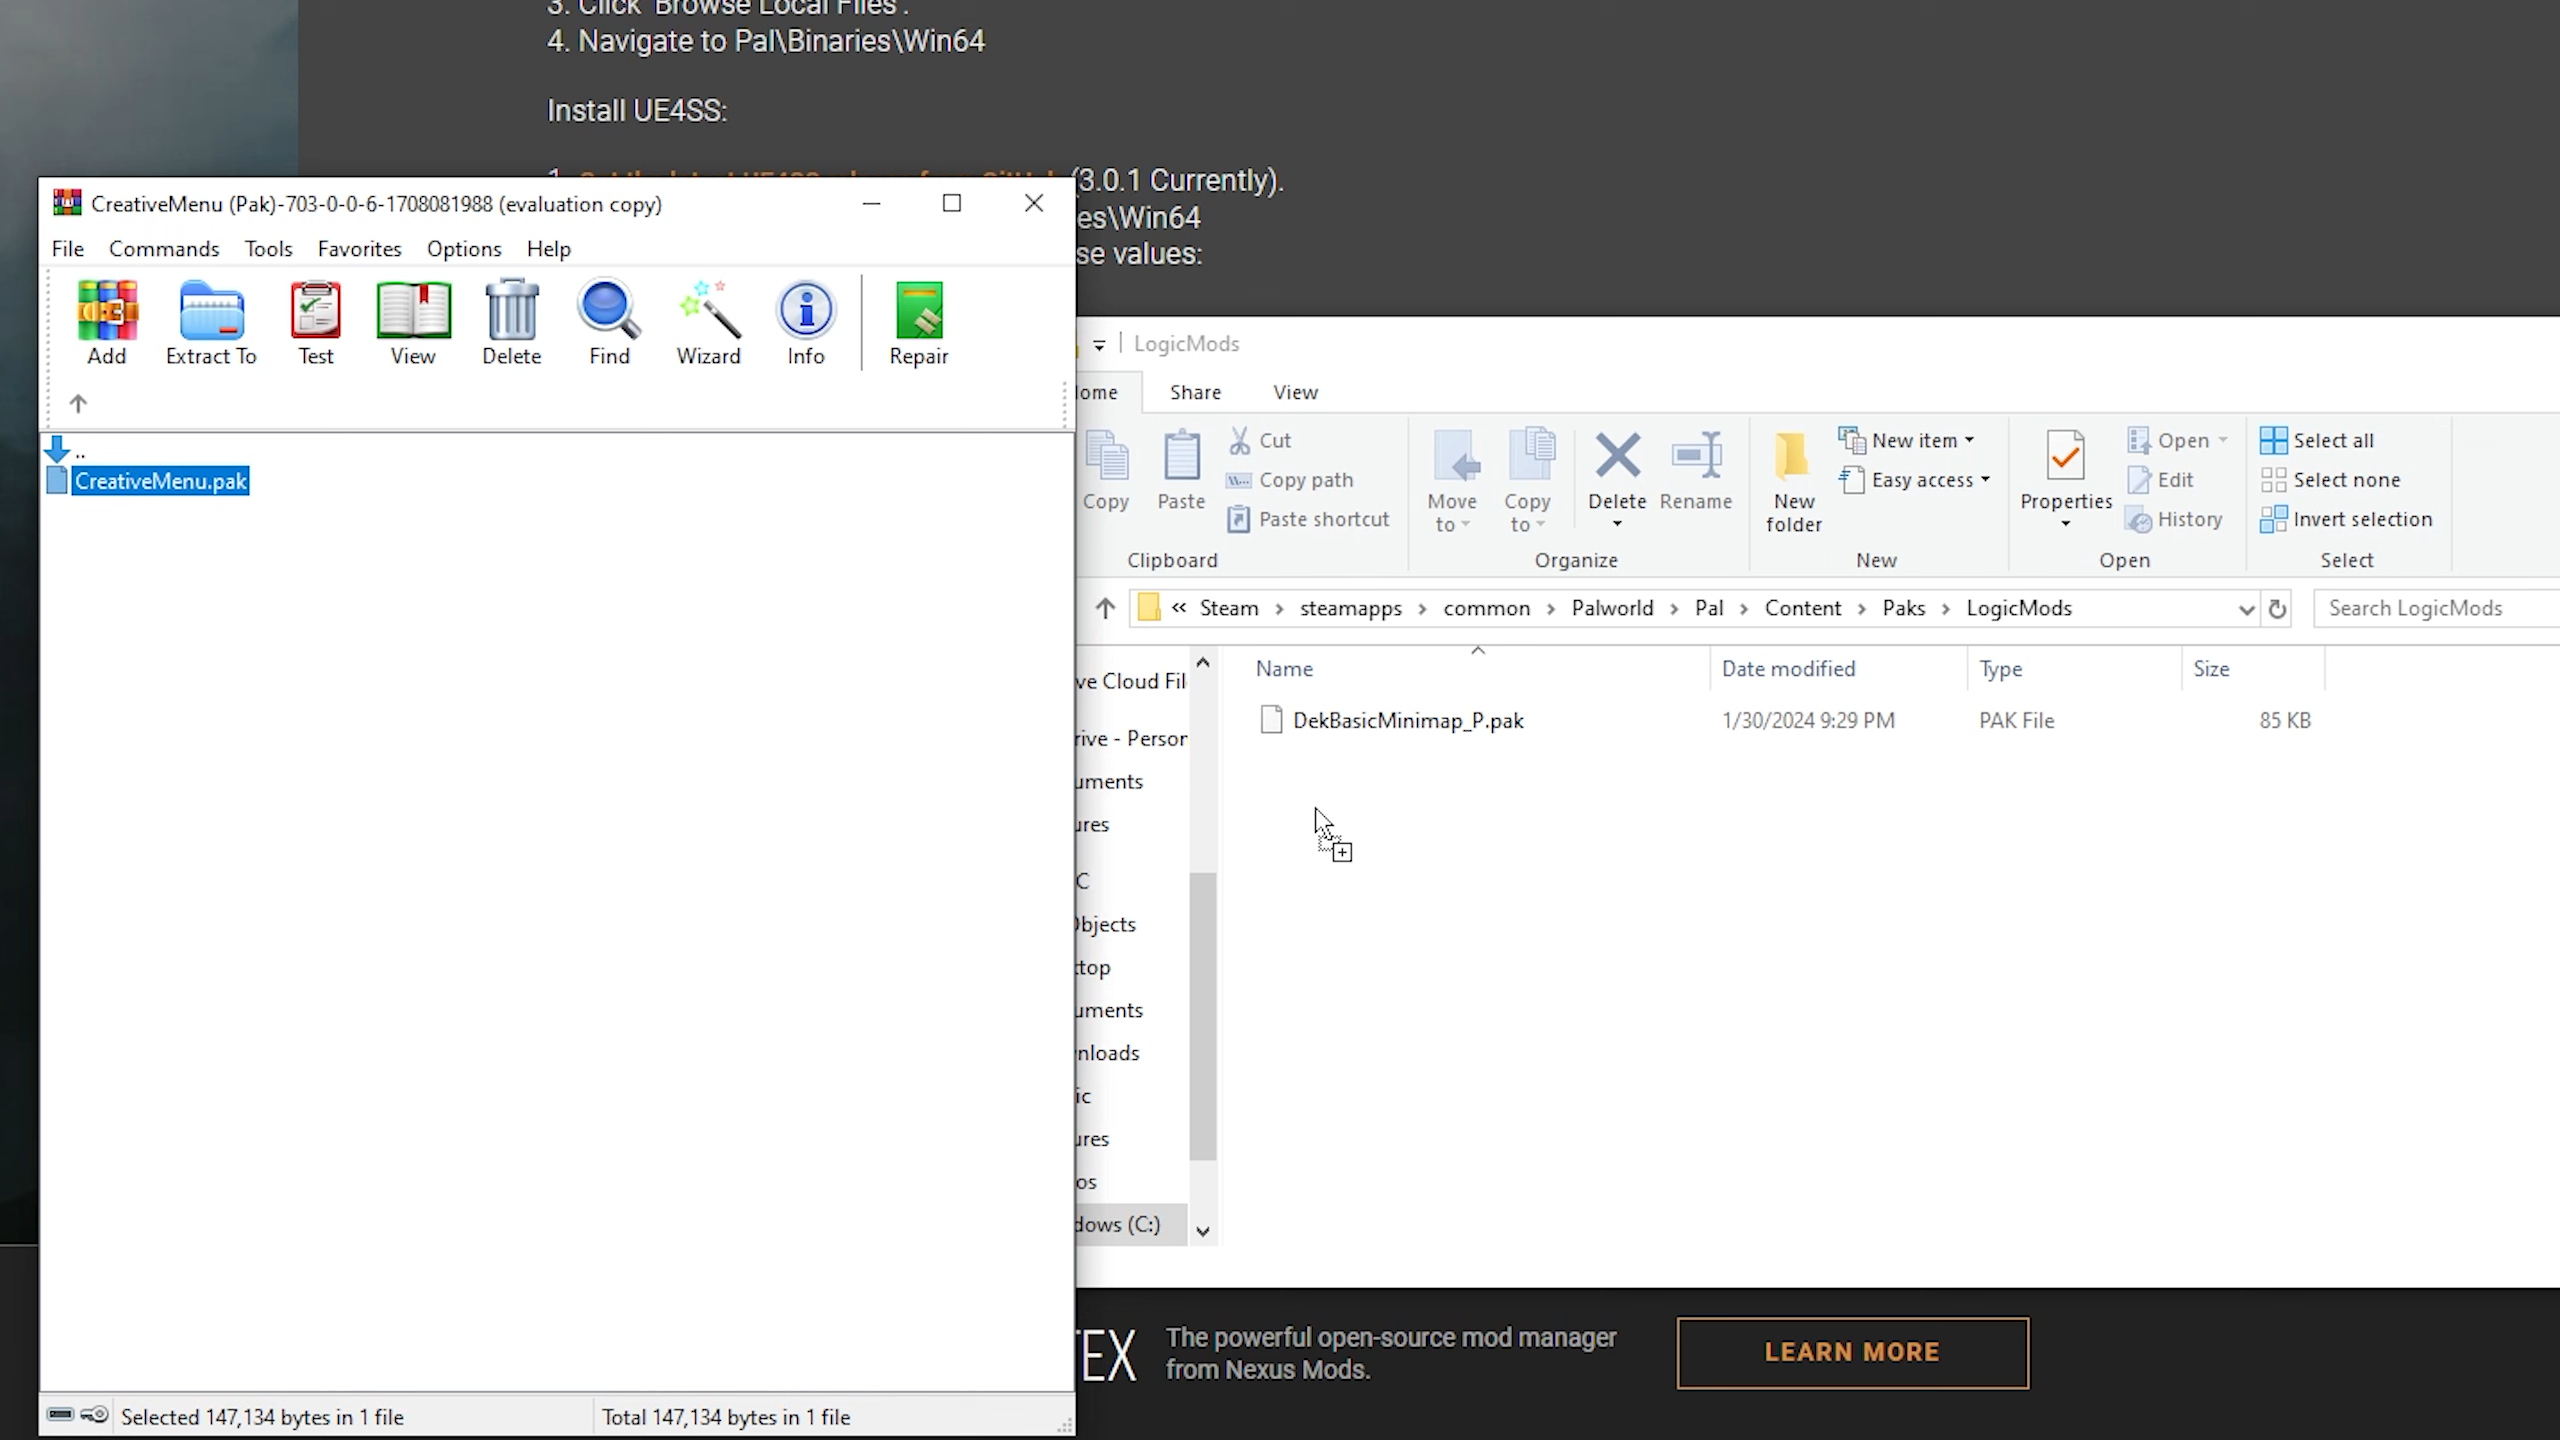 3. Click 'Browse Local Files'.
4. Navigate to Pal\Binaries\Win64
Install UE4SS:
(3.0.1 Currently).
es\Win64
se values:
CreativeMenu (Pak)-703-0-0-6-1708081988 (evaluation copy)
File Commands Tools Favorites Options Help
Add Extract To Test View Delete Find Wizard Info Repair
..
CreativeMenu.pak
Selected 147,134 bytes in 1 file
Total 147,134 bytes in 1 file
LogicMods
ome Share View
Copy
Paste
Cut
Copy path
Paste shortcut
Clipboard
Move to
Copy to
Delete
Rename
Organize
New folder
New item
Easy access
New
Properties
Open
Edit
History
Open
Select all
Select none
Invert selection
Select
« Steam > steamapps > common > Palworld > Pal > Content > Paks > LogicMods
Search LogicMods
Name Date modified Type Size
DekBasicMinimap_P.pak 1/30/2024 9:29 PM PAK File 85 KB
ve Cloud Fil
rive - Person
uments
ures
C
Objects
ktop
uments
nloads
ic
ures
os
dows (C:)
TEX
The powerful open-source mod manager
from Nexus Mods.
LEARN MORE